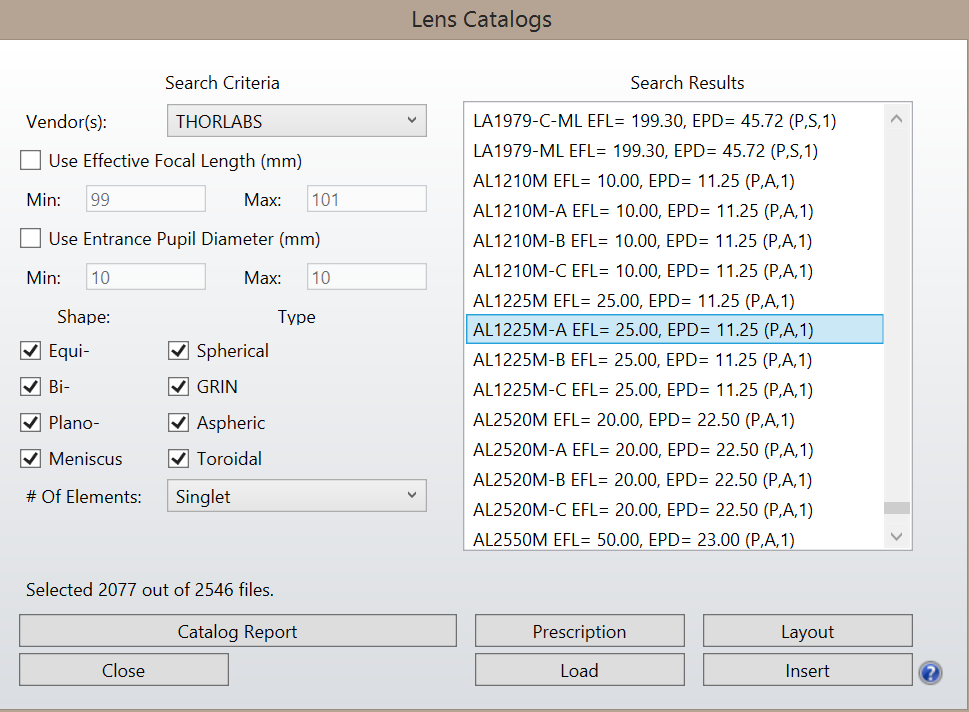 Lens Catalogs
Search Criteria
Vendor(s): THORLABS
Use Effective Focal Length (mm)
Min: 99 Max: 101
Use Entrance Pupil Diameter (mm)
Min: 10 Max: 10
Shape: Type
Equi- Spherical
Bi- GRIN
Plano- Aspheric
Meniscus Toroidal
# Of Elements: Singlet
Search Results
LA1979-C-ML EFL= 199.30, EPD= 45.72 (P,S,1)
LA1979-ML EFL= 199.30, EPD= 45.72 (P,S,1)
AL1210M EFL= 10.00, EPD= 11.25 (P,A,1)
AL1210M-A EFL= 10.00, EPD= 11.25 (P,A,1)
AL1210M-B EFL= 10.00, EPD= 11.25 (P,A,1)
AL1210M-C EFL= 10.00, EPD= 11.25 (P,A,1)
AL1225M EFL= 25.00, EPD= 11.25 (P,A,1)
AL1225M-A EFL= 25.00, EPD= 11.25 (P,A,1)
AL1225M-B EFL= 25.00, EPD= 11.25 (P,A,1)
AL1225M-C EFL= 25.00, EPD= 11.25 (P,A,1)
AL2520M EFL= 20.00, EPD= 22.50 (P,A,1)
AL2520M-A EFL= 20.00, EPD= 22.50 (P,A,1)
AL2520M-B EFL= 20.00, EPD= 22.50 (P,A,1)
AL2520M-C EFL= 20.00, EPD= 22.50 (P,A,1)
AL2550M EFL= 50.00, EPD= 23.00 (P,A,1)
Selected 2077 out of 2546 files.
Catalog Report Prescription Layout
Close Load Insert ?